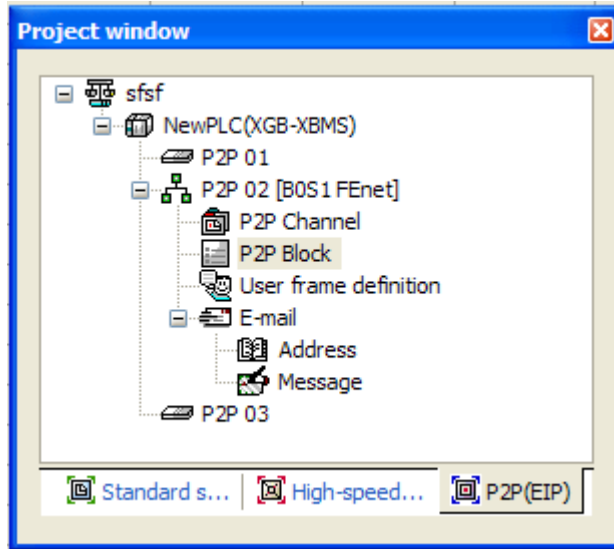 Project window
sfsf
NewPLC(XGB-XBMS)
P2P 01
P2P 02 [B0S1 FEnet]
P2P Channel
P2P Block
User frame definition
E-mail
Address
Message
P2P 03
Standard s... High-speed... P2P(EIP)